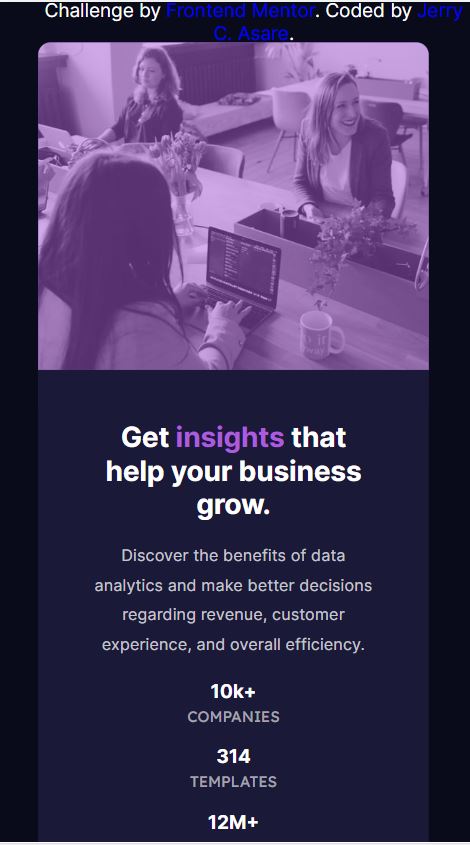 Challenge by Frontend Mentor. Coded by Jerry
C. Asare.
Get insights that
help your business
grow.
Discover the benefits of data
analytics and make better decisions
regarding revenue, customer
experience, and overall efficiency.
10k+
COMPANIES
314
TEMPLATES
12M+